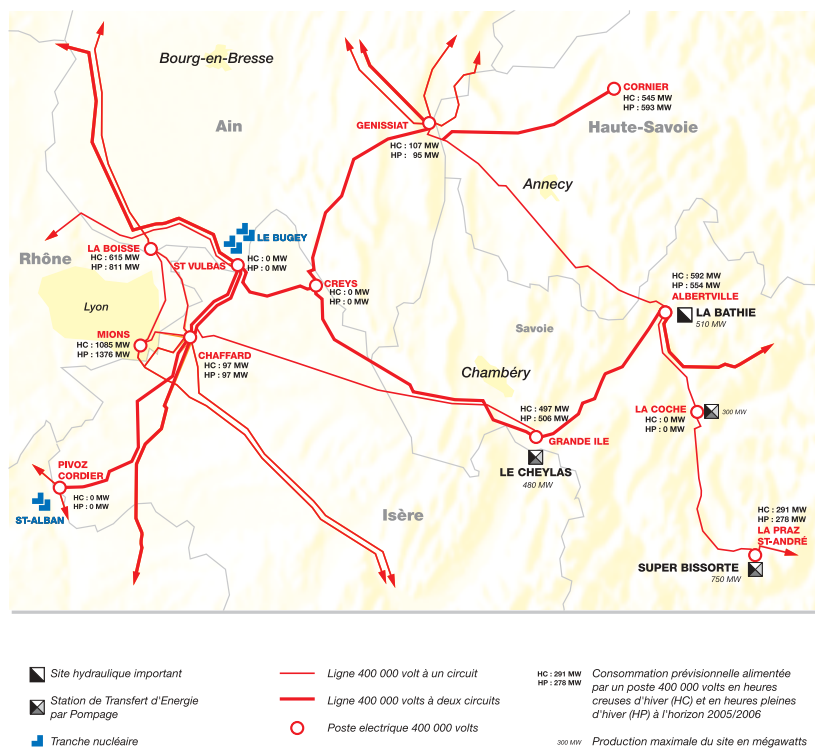 Bourg-en-Bresse
CORNIER
HC : 545 MW
HP : 593 MW
GENISSIAT
Ain
Haute-Savoie
HC : 107 MW
HP : 95 MW
Annecy
LE BUGEY
LA BOISSE
HC : 615 MW
HP : 811 MW
Rhône
ST VULBAS
HC : 0 MW
HP : 0 MW
CREYS
HC : 0 MW
HP : 0 MW
HC : 592 MW
HP : 554 MW
ALBERTVILLE
LA BATHIE
510 MW
Lyon
Savoie
MIONS
HC : 1085 MW
HP : 1376 MW
CHAFFARD
HC : 97 MW
HP : 97 MW
Chambéry
HC : 497 MW
HP : 506 MW
GRANDE ILE
LA COCHE
HC : 0 MW
HP : 0 MW
300 MW
LE CHEYLAS
480 MW
PIVOZ
CORDIER
HC : 0 MW
HP : 0 MW
ST-ALBAN
Isère
HC : 291 MW
HP : 278 MW
LA PRAZ
ST-ANDRÉ
SUPER BISSORTE
750 MW
Site hydraulique important
Station de Transfert d'Energie
par Pompage
Tranche nucléaire
Ligne 400 000 volt à un circuit
Ligne 400 000 volts à deux circuits
Poste electrique 400 000 volts
HC : 291 MW
HP : 278 MW
Consommation prévisionnelle alimentée
par un poste 400 000 volts en heures
creuses d'hiver (HC) et en heures pleines
d'hiver (HP) à l'horizon 2005/2006
300 MW
Production maximale du site en mégawatts